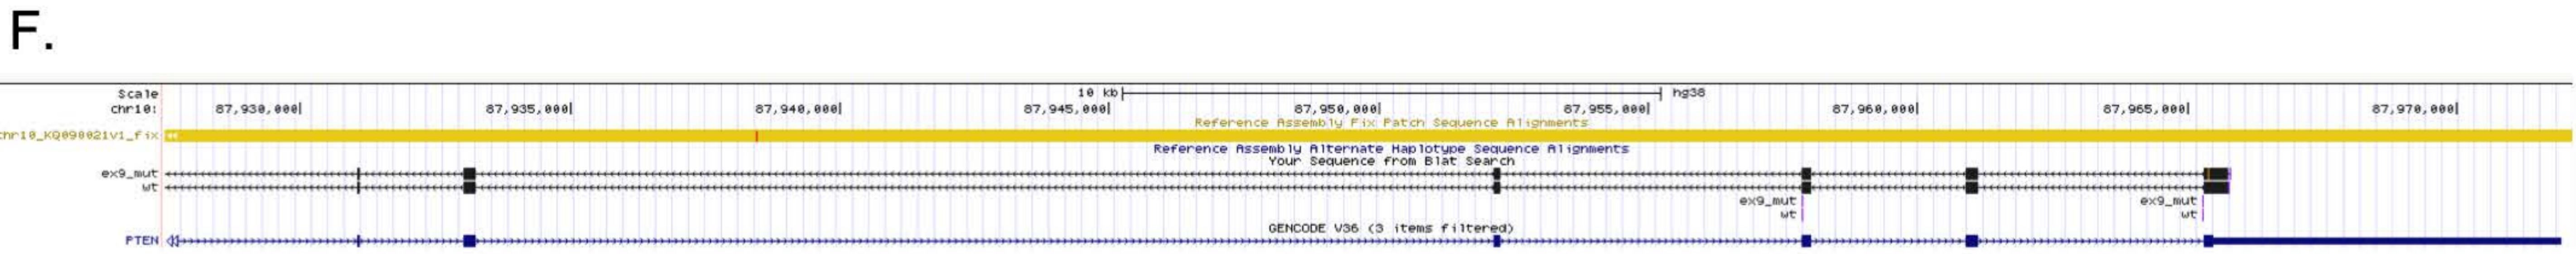 F.
Scale 10 kb hg38
chr10: 87,930,000| 87,935,000| 87,940,000| 87,945,000| 87,950,000| 87,955,000| 87,960,000| 87,965,000| 87,970,000|
Reference Assembly Fix Patch Sequence Alignments
chr10_KQ090021v1_fix
Reference Assembly Alternate Haplotype Sequence Alignments
Your Sequence from Blat Search
ex9_mut
wt
ex9_mut ex9_mut
wt wt
GENCODE V36 (3 items filtered)
PTEN